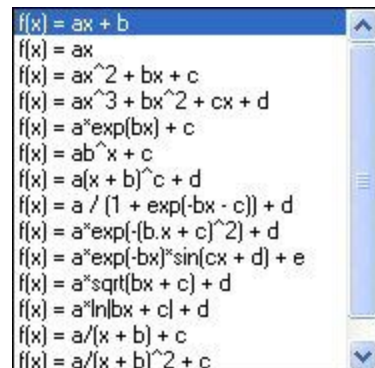 f(x) = ax + b
f(x) = ax
f(x) = ax^2 + bx + c
f(x) = ax^3 + bx^2 + cx + d
f(x) = a*exp(bx) + c
f(x) = ab^x + c
f(x) = a(x + b)^c + d
f(x) = a / (1 + exp(-bx - c)) + d
f(x) = a*exp(-(b.x + c)^2) + d
f(x) = a*exp(-bx)*sin(cx + d) + e
f(x) = a*sqrt(bx + c) + d
f(x) = a*ln|bx + c| + d
f(x) = a/(x + b) + c
f(x) = a/(x + b)^2 + c